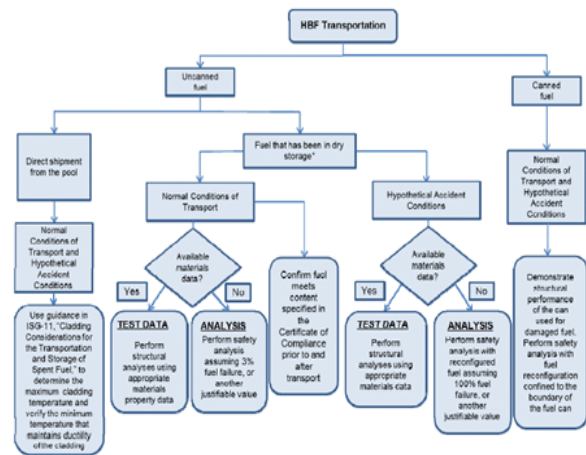 HBF Transportation
Uncanned
fuel
Canned
fuel
Direct shipment
from the pool
Fuel that has been in dry
storage*
Normal
Conditions of
Transport and
Hypothetical
Accident
Conditions
Normal Conditions of
Transport
Hypothetical Accident
Conditions
Normal
Conditions of
Transport and
Hypothetical
Accident
Conditions
Available
materials
data?
Available
materials
data?
Yes
No
Yes
No
Use guidance in
ISG-11, "Cladding
Considerations for
the Transportation
and Storage of
Spent Fuel," to
determine the
maximum cladding
temperature and
verify the minimum
temperature that
maintains ductility
of the cladding
TEST DATA
Perform
structural
analyses using
appropriate
materials
property data
ANALYSIS
Perform safety
analysis
assuming 3%
fuel failure, or
another
justifiable value
Confirm fuel
meets
content
specified in
the
Certificate of
Compliance
prior to and
after
transport
TEST DATA
Perform
structural
analyses using
appropriate
materials data
ANALYSIS
Perform safety
analysis with
reconfigured
fuel assuming
100% fuel
failure, or
another
justifiable value
Demonstrate
structural
performance of
the can
used for
damaged fuel.
Perform safety
analysis with
fuel
reconfiguration
confined to the
boundary of
the fuel can